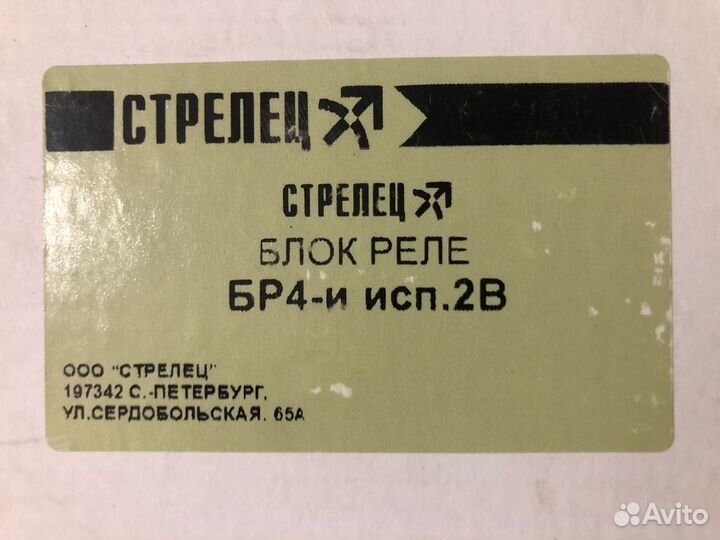 СТРЕЛЕЦ
СТРЕЛЕЦ
БЛОК РЕЛЕ
БР4-и исп.2В
ООО "СТРЕЛЕЦ"
197342 С.-ПЕТЕРБУРГ,
УЛ.СЕРДОБОЛЬСКАЯ. 65А
Avito